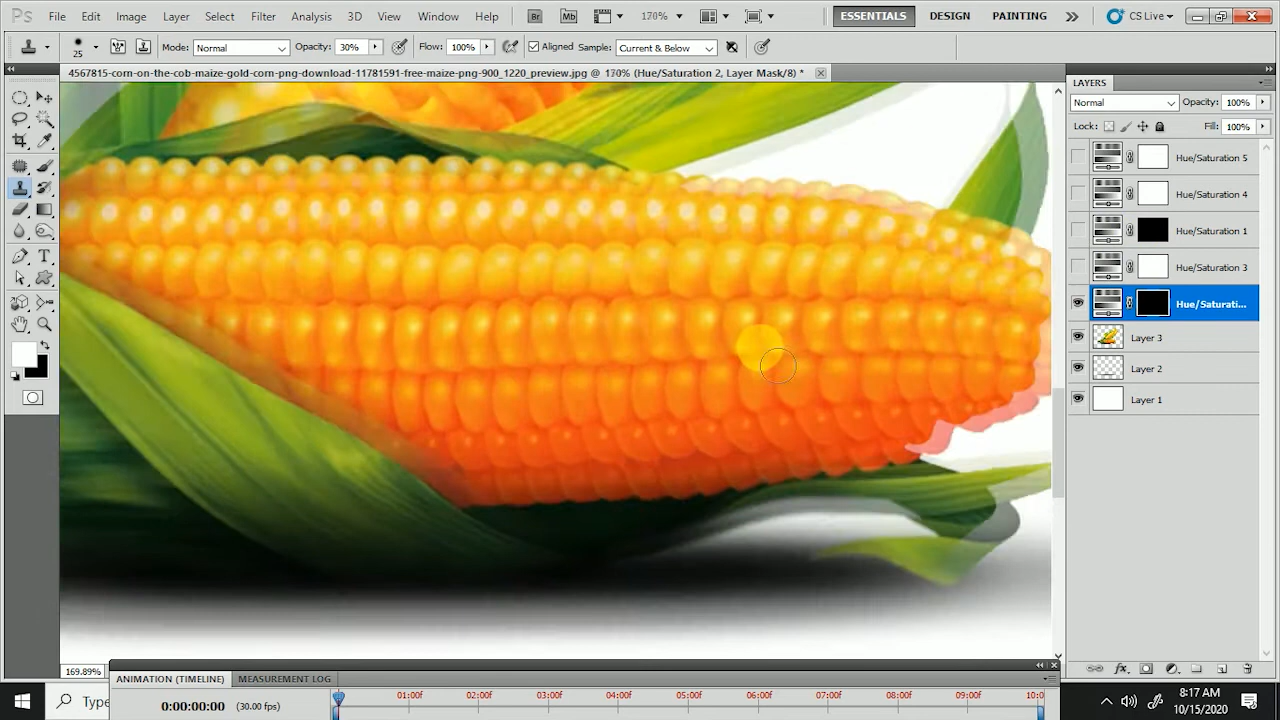 Ps File Edit Image Layer Select Filter Analysis 3D View Window Help Br Mb 170% ESSENTIALS DESIGN PAINTING CS Live
25 Mode: Normal Opacity: 30% Flow: 100% Aligned Sample: Current & Below
4567815-corn-on-the-cob-maize-gold-corn-png-download-11781591-free-maize-png-900_1220_preview.jpg @ 170% (Hue/Saturation 2, Layer Mask/8) *
LAYERS
Normal Opacity: 100%
Lock: Fill: 100%
Hue/Saturation 5
Hue/Saturation 4
Hue/Saturation 1
Hue/Saturation 3
Hue/Saturati...
Layer 3
Layer 2
Layer 1
169.89%
ANIMATION (TIMELINE) MEASUREMENT LOG
01:00f 02:00f 03:00f 04:00f 05:00f 06:00f 07:00f 08:00f 09:00f 10:0
0:00:00:00 (30.00 fps)
Type
8:17 AM
10/15/2020